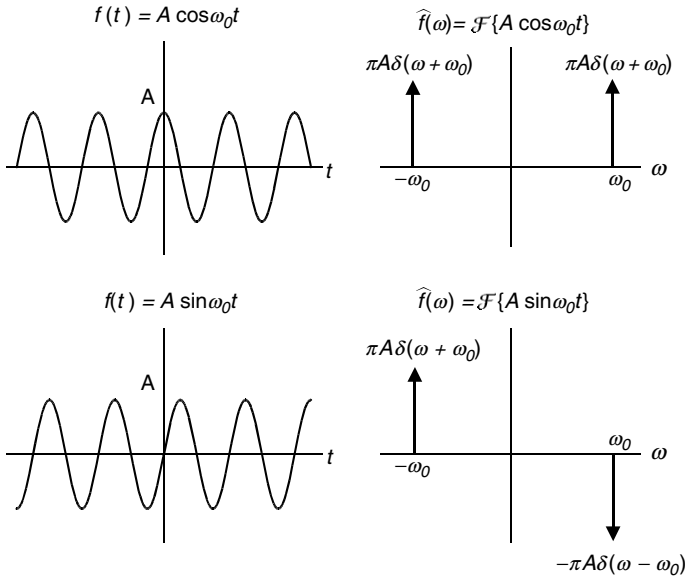 f(t) = A cosω₀t
f̂(ω) = ℱ{A cosω₀t}
πAδ(ω + ω₀)
πAδ(ω + ω₀)
A
t
−ω₀
ω₀
ω
f(t) = A sinω₀t
f̂(ω) = ℱ{A sinω₀t}
πAδ(ω + ω₀)
A
t
−ω₀
ω₀
ω
−πAδ(ω − ω₀)